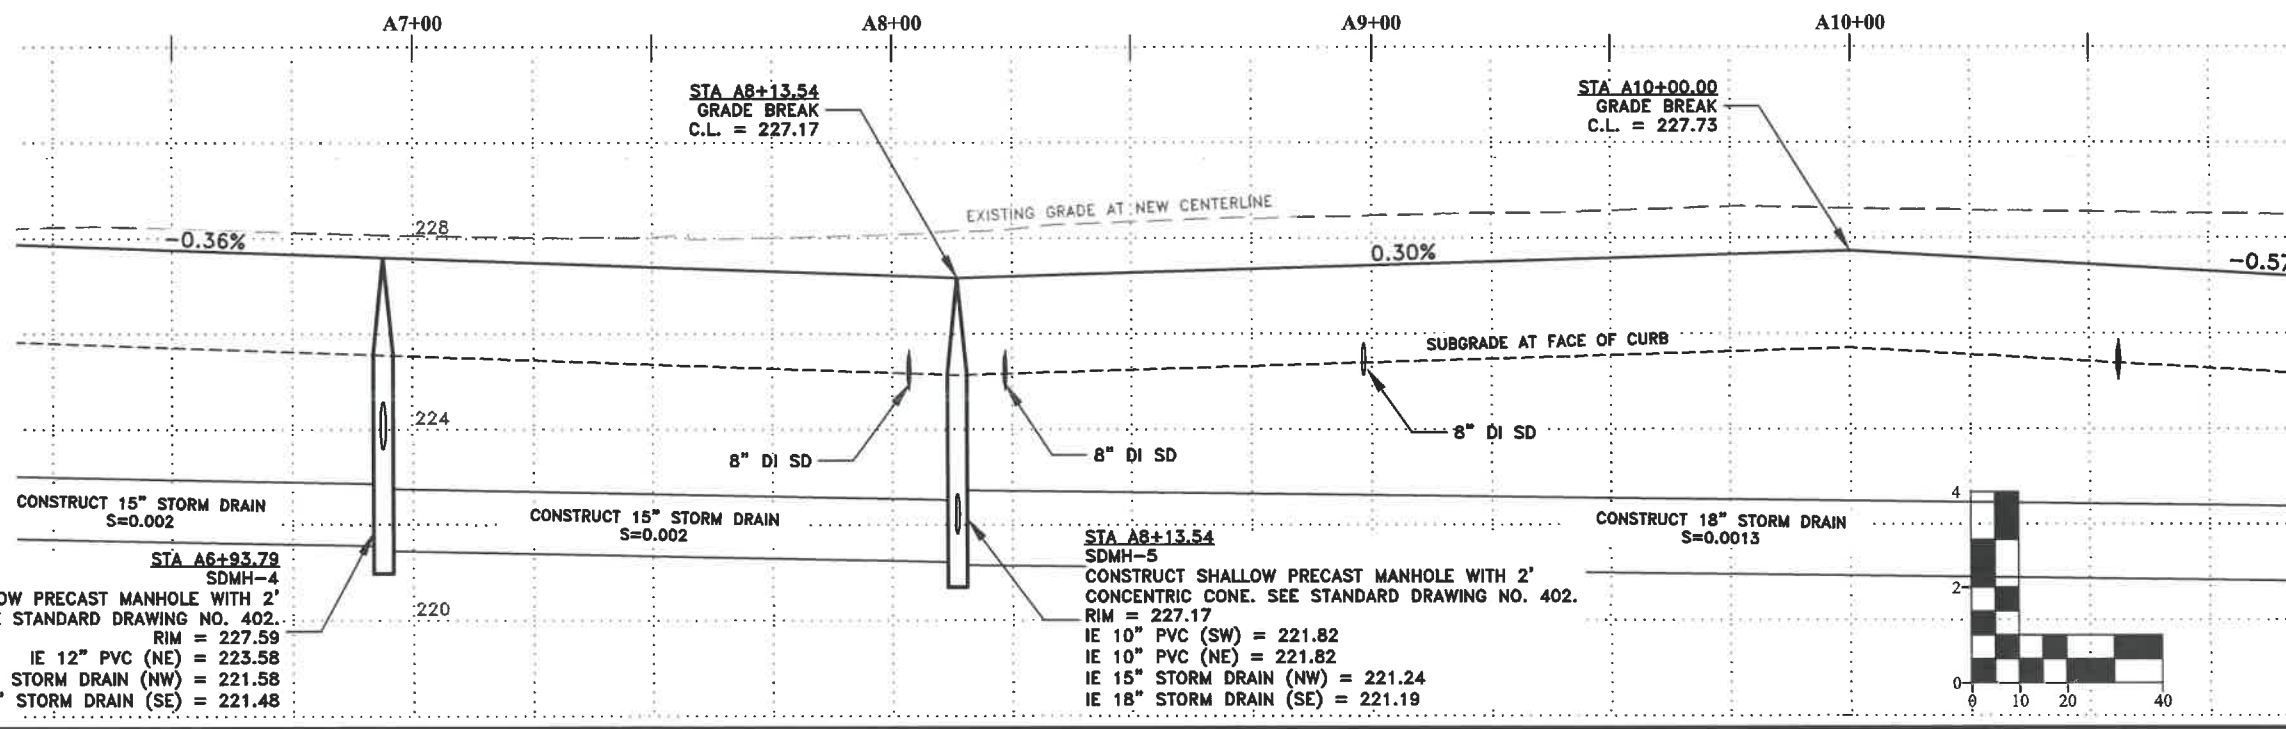 A7+00
A8+00
A9+00
A10+00
STA A8+13.54
GRADE BREAK
C.L. = 227.17
STA A10+00.00
GRADE BREAK
C.L. = 227.73
EXISTING GRADE AT NEW CENTERLINE
-0.36%
228
0.30%
-0.57
SUBGRADE AT FACE OF CURB
224
8" DI SD
8" DI SD
8" DI SD
CONSTRUCT 15" STORM DRAIN
S=0.002
CONSTRUCT 15" STORM DRAIN
S=0.002
CONSTRUCT 18" STORM DRAIN
S=0.0013
STA A6+93.79
SDMH-4
OW PRECAST MANHOLE WITH 2'
STANDARD DRAWING NO. 402.
RIM = 227.59
IE 12" PVC (NE) = 223.58
STORM DRAIN (NW) = 221.58
" STORM DRAIN (SE) = 221.48
220
STA A8+13.54
SDMH-5
CONSTRUCT SHALLOW PRECAST MANHOLE WITH 2'
CONCENTRIC CONE. SEE STANDARD DRAWING NO. 402.
RIM = 227.17
IE 10" PVC (SW) = 221.82
IE 10" PVC (NE) = 221.82
IE 15" STORM DRAIN (NW) = 221.24
IE 18" STORM DRAIN (SE) = 221.19
4
2
0
0 10 20 40